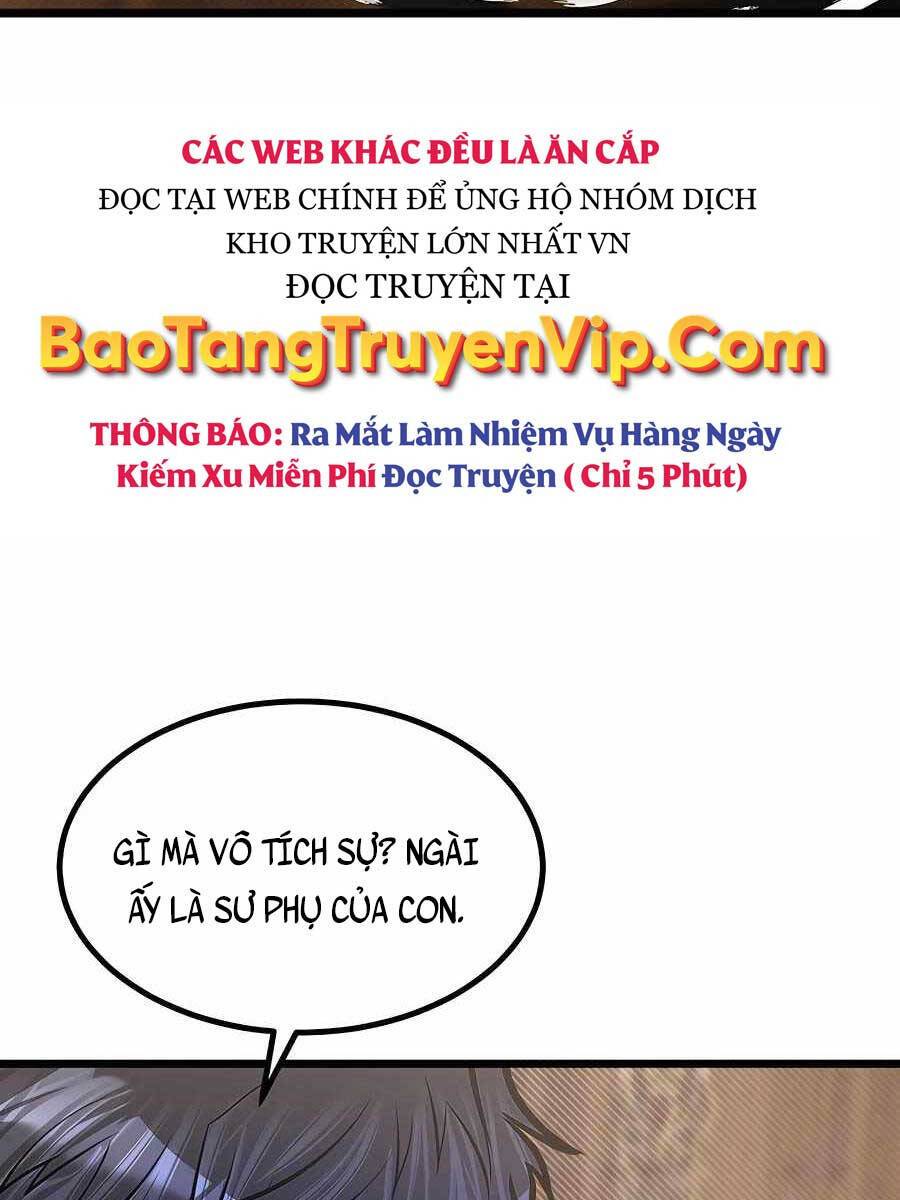 CÁC WEB KHÁC ĐỀU LÀ ĂN CẮP
ĐỌC TẠI WEB CHÍNH ĐỂ ỦNG HỘ NHÓM DỊCH
KHO TRUYỆN LỚN NHẤT VN
ĐỌC TRUYỆN TẠI
BaoTangTruyenVip.Com
THÔNG BÁO: Ra Mắt Làm Nhiệm Vụ Hàng Ngày
Kiếm Xu Miễn Phí Đọc Truyện ( Chỉ 5 Phút)
GÌ MÀ VÔ TÍCH SỰ? NGÀI
ẤY LÀ SƯ PHỤ CỦA CON.